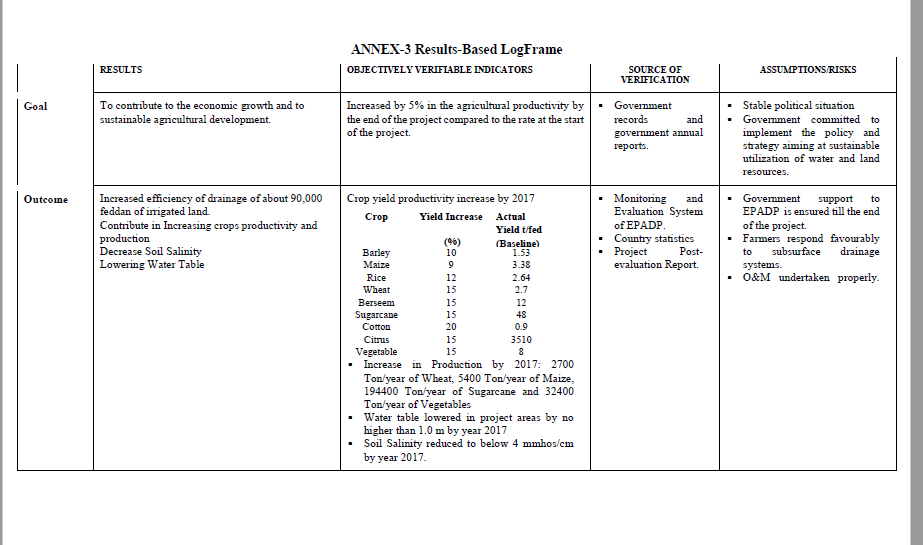 ANNEX-3 Results-Based LogFrame
RESULTS
OBJECTIVELY VERIFIABLE INDICATORS
SOURCE OF
VERIFICATION
ASSUMPTIONS/RISKS
Goal
To contribute to the economic growth and to
sustainable agricultural development.
Increased by 5% in the agricultural productivity by
the end of the project compared to the rate at the start
of the project.
▪ Government
records and
government annual
reports.
▪ Stable political situation
▪ Government committed to
implement the policy and
strategy aiming at sustainable
utilization of water and land
resources.
Outcome
Increased efficiency of drainage of about 90,000
feddan of irrigated land.
Contribute in Increasing crops productivity and
production
Decrease Soil Salinity
Lowering Water Table
Crop yield productivity increase by 2017
Crop Yield Increase Actual
Yield t/fed
(%) (Baseline)
Barley 10 1.53
Maize 9 3.38
Rice 12 2.64
Wheat 15 2.7
Berseem 15 12
Sugarcane 15 48
Cotton 20 0.9
Citrus 15 3510
Vegetable 15 8
▪ Increase in Production by 2017: 2700
Ton/year of Wheat, 5400 Ton/year of Maize,
194400 Ton/year of Sugarcane and 32400
Ton/year of Vegetables
▪ Water table lowered in project areas by no
higher than 1.0 m by year 2017
▪ Soil Salinity reduced to below 4 mmhos/cm
by year 2017.
▪ Monitoring and
Evaluation System
of EPADP.
▪ Country statistics
▪ Project Post-
evaluation Report.
▪ Government support to
EPADP is ensured till the end
of the project.
▪ Farmers respond favourably
to subsurface drainage
systems.
▪ O&M undertaken properly.